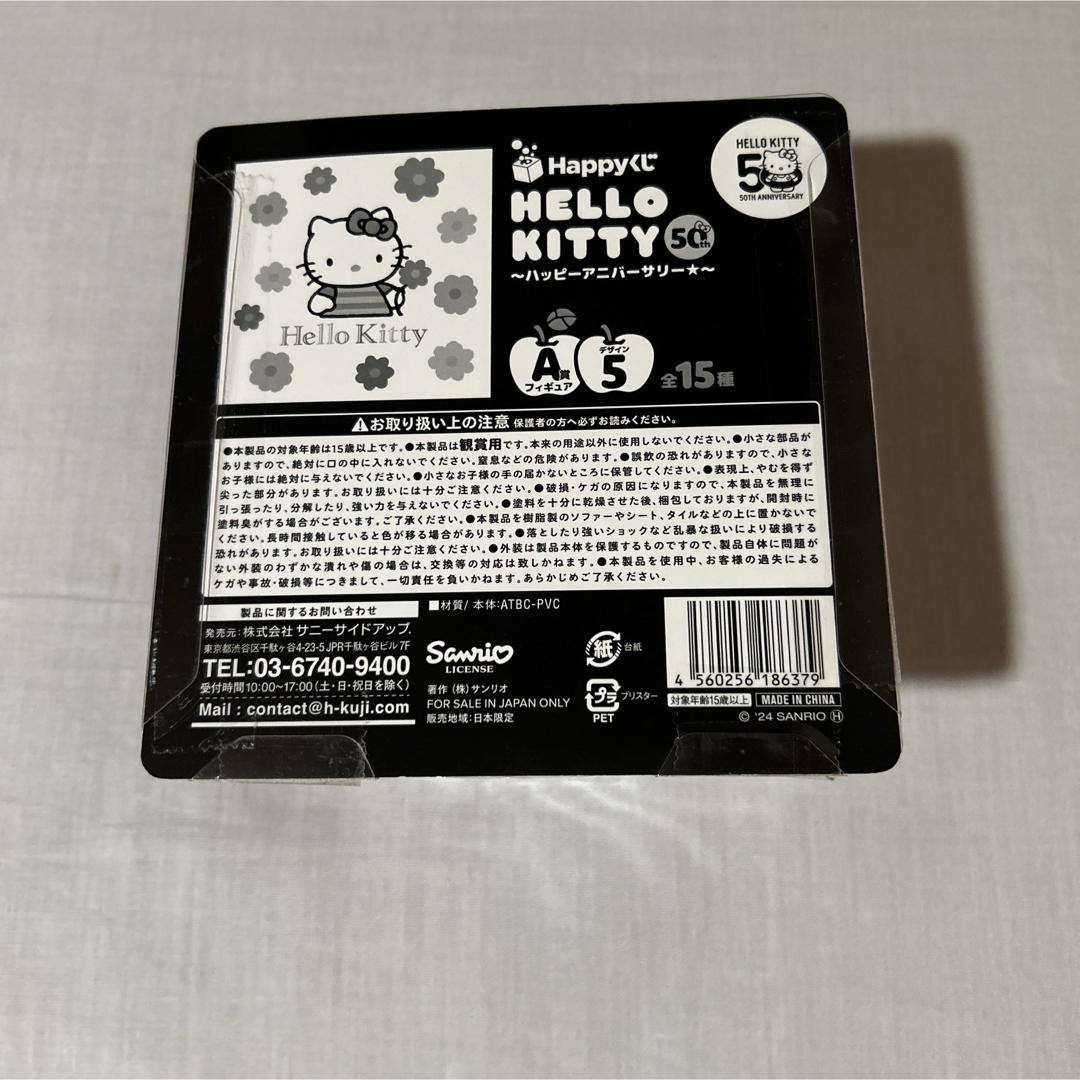 Happyくじ
HELLO
KITTY 50th
～ハッピーアニバーサリー★～
HELLO KITTY
50
50TH ANNIVERSARY
Hello Kitty
A賞
フィギュア
デザイン
5
全15種
⚠お取り扱い上の注意 保護者の方へ必ずお読みください。
●本製品の対象年齢は15歳以上です。●本製品は観賞用です。本来の用途以外に使用しないでください。●小さな部品が
ありますので、絶対に口の中に入れないでください。窒息などの危険があります。●誤飲の恐れがありますので、小さな
お子様には絶対に与えないでください。●小さなお子様の手の届かないところに保管してください。●表現上、やむを得ず
尖った部分があります。お取り扱いには十分ご注意ください。●破損・ケガの原因になりますので、本製品を無理に
引っ張ったり、分解したり、強い力を与えないでください。●塗料を十分に乾燥させた後、梱包しておりますが、開封時に
塗料臭がする場合がございます。ご了承ください。●本製品を樹脂製のソファーやシート、タイルなどの上に置かないで
ください。長時間接触していると色が移る場合があります。●落としたり強いショックなど乱暴な扱いにより破損する
恐れがあります。お取り扱いには十分ご注意ください。●外装は製品本体を保護するものですので、製品自体に問題が
ない外装のわずかな潰れや傷の場合は、交換等の対応は致しかねます。●本製品を使用中、お客様の過失による
ケガや事故・破損等につきまして、一切責任を負いかねます。あらかじめご了承ください。
製品に関するお問い合わせ
発売元：株式会社 サニーサイドアップ
東京都渋谷区千駄ヶ谷4-23-5 JPR千駄ヶ谷ビル 7F
TEL:03-6740-9400
受付時間10:00～17:00（土・日・祝日を除く）
Mail : contact@h-kuji.com
■材質/ 本体:ATBC-PVC
Sanrio
LICENSE
著作 (株)サンリオ
FOR SALE IN JAPAN ONLY
販売地域：日本限定
紙 台紙
プラ ブリスター
PET
4 560256 186379
対象年齢15歳以上 MADE IN CHINA
© '24 SANRIO Ⓗ